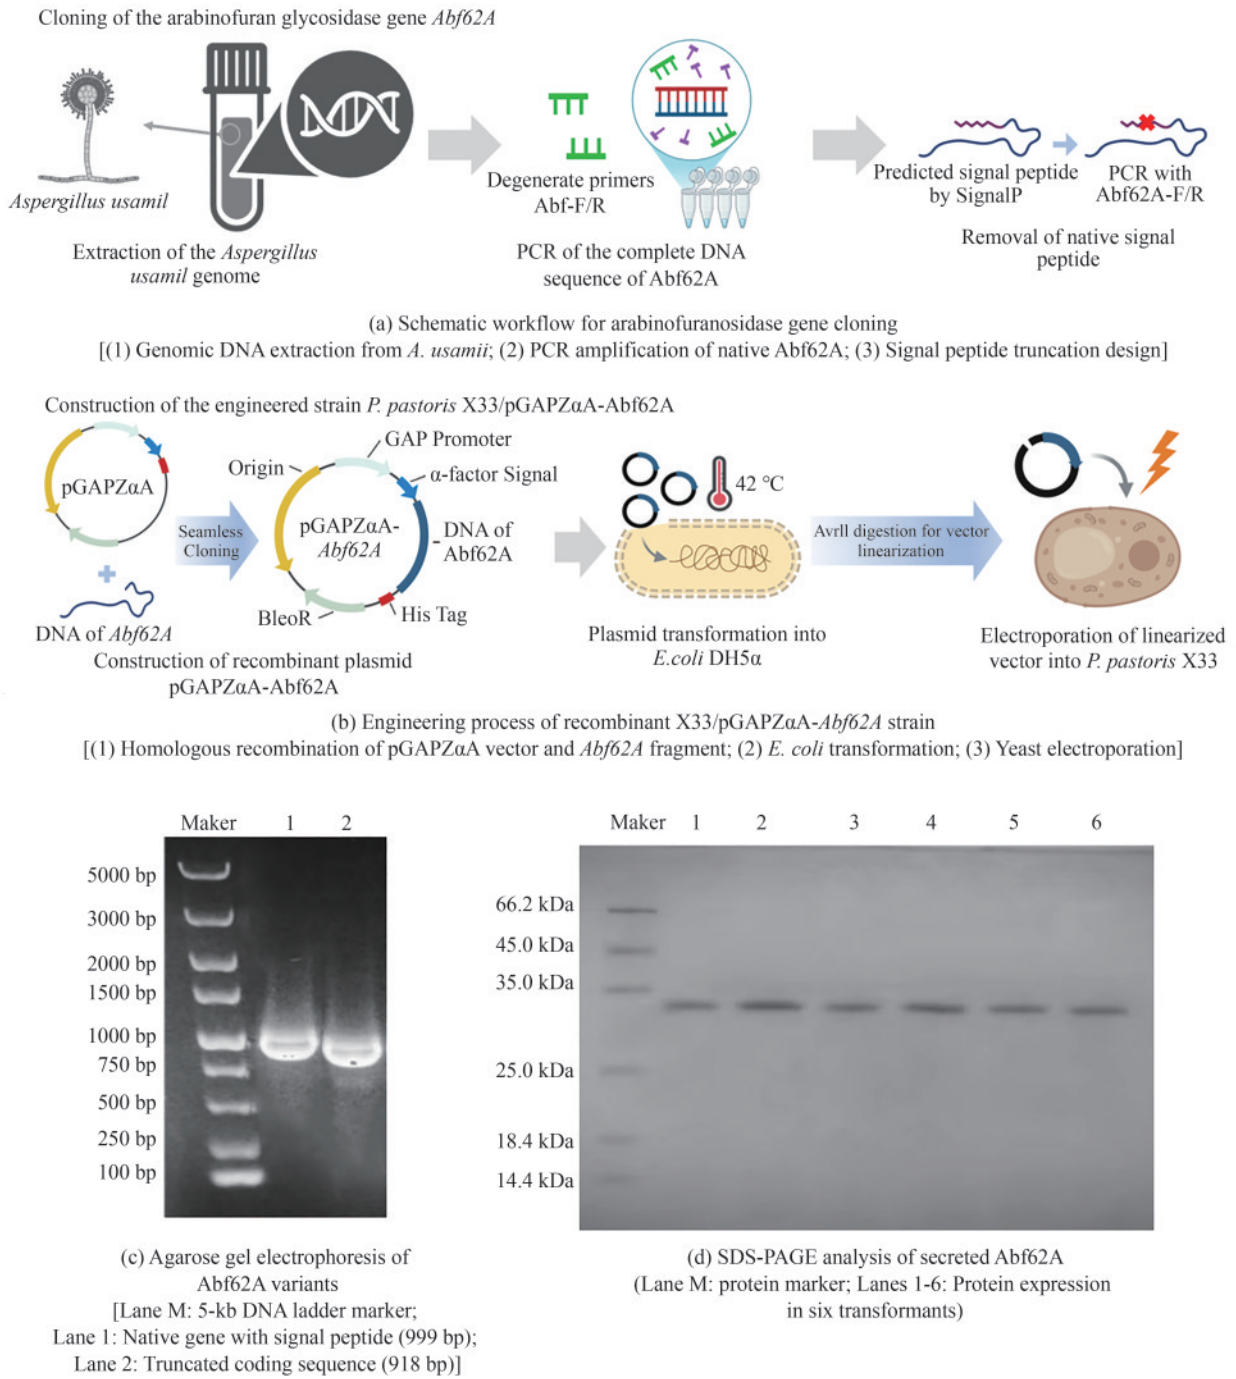 Cloning of the arabinofuran glycosidase gene Abf62A
Aspergillus usamil
Extraction of the Aspergillus
usamil genome
Degenerate primers
Abf-F/R
PCR of the complete DNA
sequence of Abf62A
Predicted signal peptide
by SignalP
PCR with
Abf62A-F/R
Removal of native signal
peptide
(a) Schematic workflow for arabinofuranosidase gene cloning
[(1) Genomic DNA extraction from A. usamii; (2) PCR amplification of native Abf62A; (3) Signal peptide truncation design]
Construction of the engineered strain P. pastoris X33/pGAPZαA-Abf62A
pGAPZαA
DNA of Abf62A
Seamless
Cloning
Origin
GAP Promoter
α-factor Signal
pGAPZαA-
Abf62A
DNA of
Abf62A
BleoR
His Tag
Construction of recombinant plasmid
pGAPZαA-Abf62A
42 °C
Plasmid transformation into
E.coli DH5α
Avrll digestion for vector
linearization
Electroporation of linearized
vector into P. pastoris X33
(b) Engineering process of recombinant X33/pGAPZαA-Abf62A strain
[(1) Homologous recombination of pGAPZαA vector and Abf62A fragment; (2) E. coli transformation; (3) Yeast electroporation]
Maker 1 2
5000 bp
3000 bp
2000 bp
1500 bp
1000 bp
750 bp
500 bp
250 bp
100 bp
(c) Agarose gel electrophoresis of
Abf62A variants
[Lane M: 5-kb DNA ladder marker;
Lane 1: Native gene with signal peptide (999 bp);
Lane 2: Truncated coding sequence (918 bp)]
Maker 1 2 3 4 5 6
66.2 kDa
45.0 kDa
35.0 kDa
25.0 kDa
18.4 kDa
14.4 kDa
(d) SDS-PAGE analysis of secreted Abf62A
(Lane M: protein marker; Lanes 1-6: Protein expression
in six transformants)